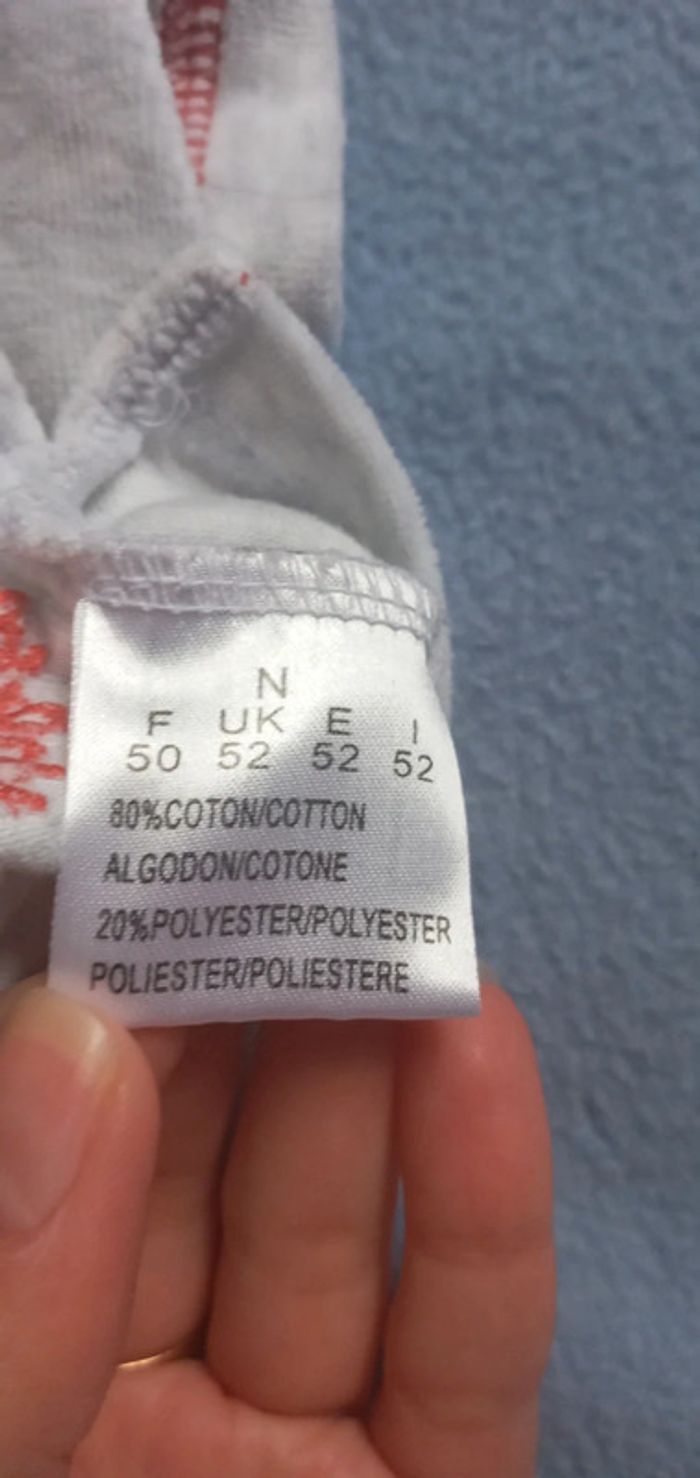 N
F UK E I
50 52 52 52
80%COTON/COTTON
ALGODON/COTONE
20%POLYESTER/POLYESTER
POLIESTER/POLIESTERE